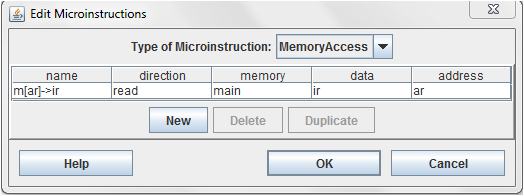 Edit Microinstructions
Type of Microinstruction: MemoryAccess
name direction memory data address
m[ar]->ir read main ir ar
New Delete Duplicate
Help OK Cancel